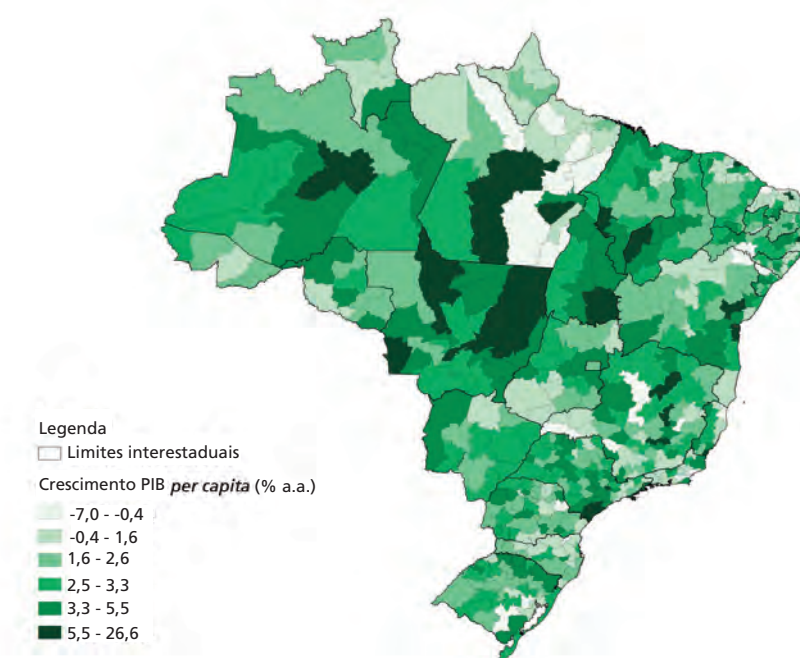 Legenda
Limites interestaduais
Crescimento PIB per capita (% a.a.)
-7,0 - -0,4
-0,4 - 1,6
1,6 - 2,6
2,5 - 3,3
3,3 - 5,5
5,5 - 26,6